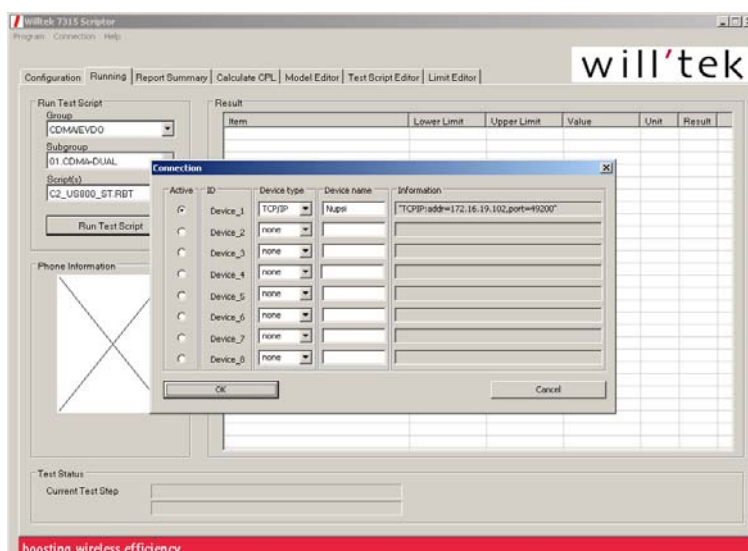 Willtek 7315 Scriptor
Program Connection Help
will'tek
Configuration Running Report Summary Calculate CPL Model Editor Test Script Editor Limit Editor
Run Test Script
Group
CDMA/EVDO
Subgroup
01.CDMA-DUAL
Script(s)
C2_US800_ST.RBT
Run Test Script
Phone Information
Result
Item Lower Limit Upper Limit Value Unit Result
Connection
Active ID Device type Device name Information
Device_1 TCP/IP Nupsi "TCPIP:addr=172.16.19.102,port=49200"
Device_2 none
Device_3 none
Device_4 none
Device_5 none
Device_6 none
Device_7 none
Device_8 none
OK Cancel
Test Status
Current Test Step
boosting wireless efficiency